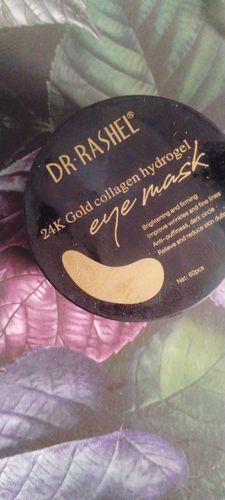 DR·RASHEL®
24K Gold collagen hydrogel
eye mask
Brightening and firming
Improve wrinkles and fine lines
Anti-puffiness, dark circle
Relieve and reduce skin
Net: 60pcs